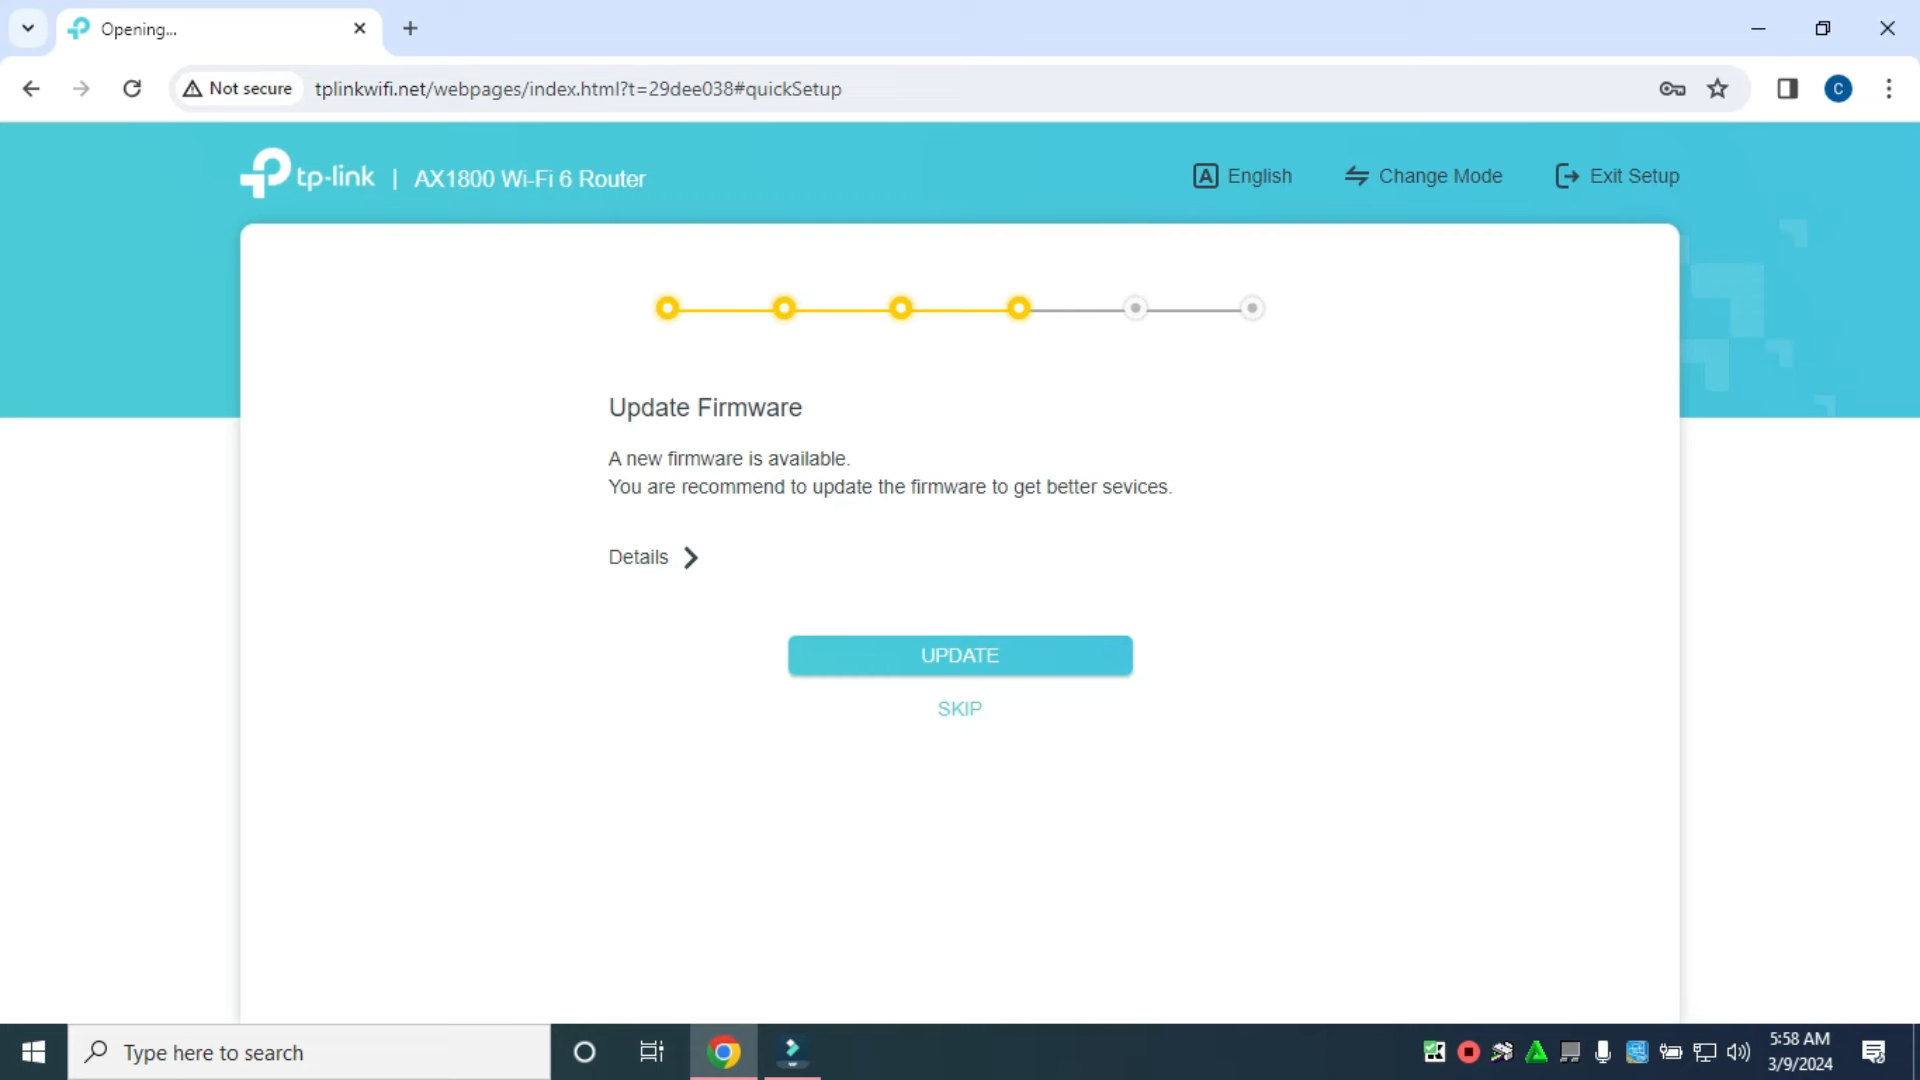 Opening...
Not secure
tplinkwifi.net/webpages/index.html?t=29dee038#quickSetup
C
tp-link | AX1800 Wi-Fi 6 Router
A English
Change Mode
Exit Setup
Update Firmware
A new firmware is available.
You are recommend to update the firmware to get better sevices.
Details
UPDATE
SKIP
Type here to search
5:58 AM
3/9/2024